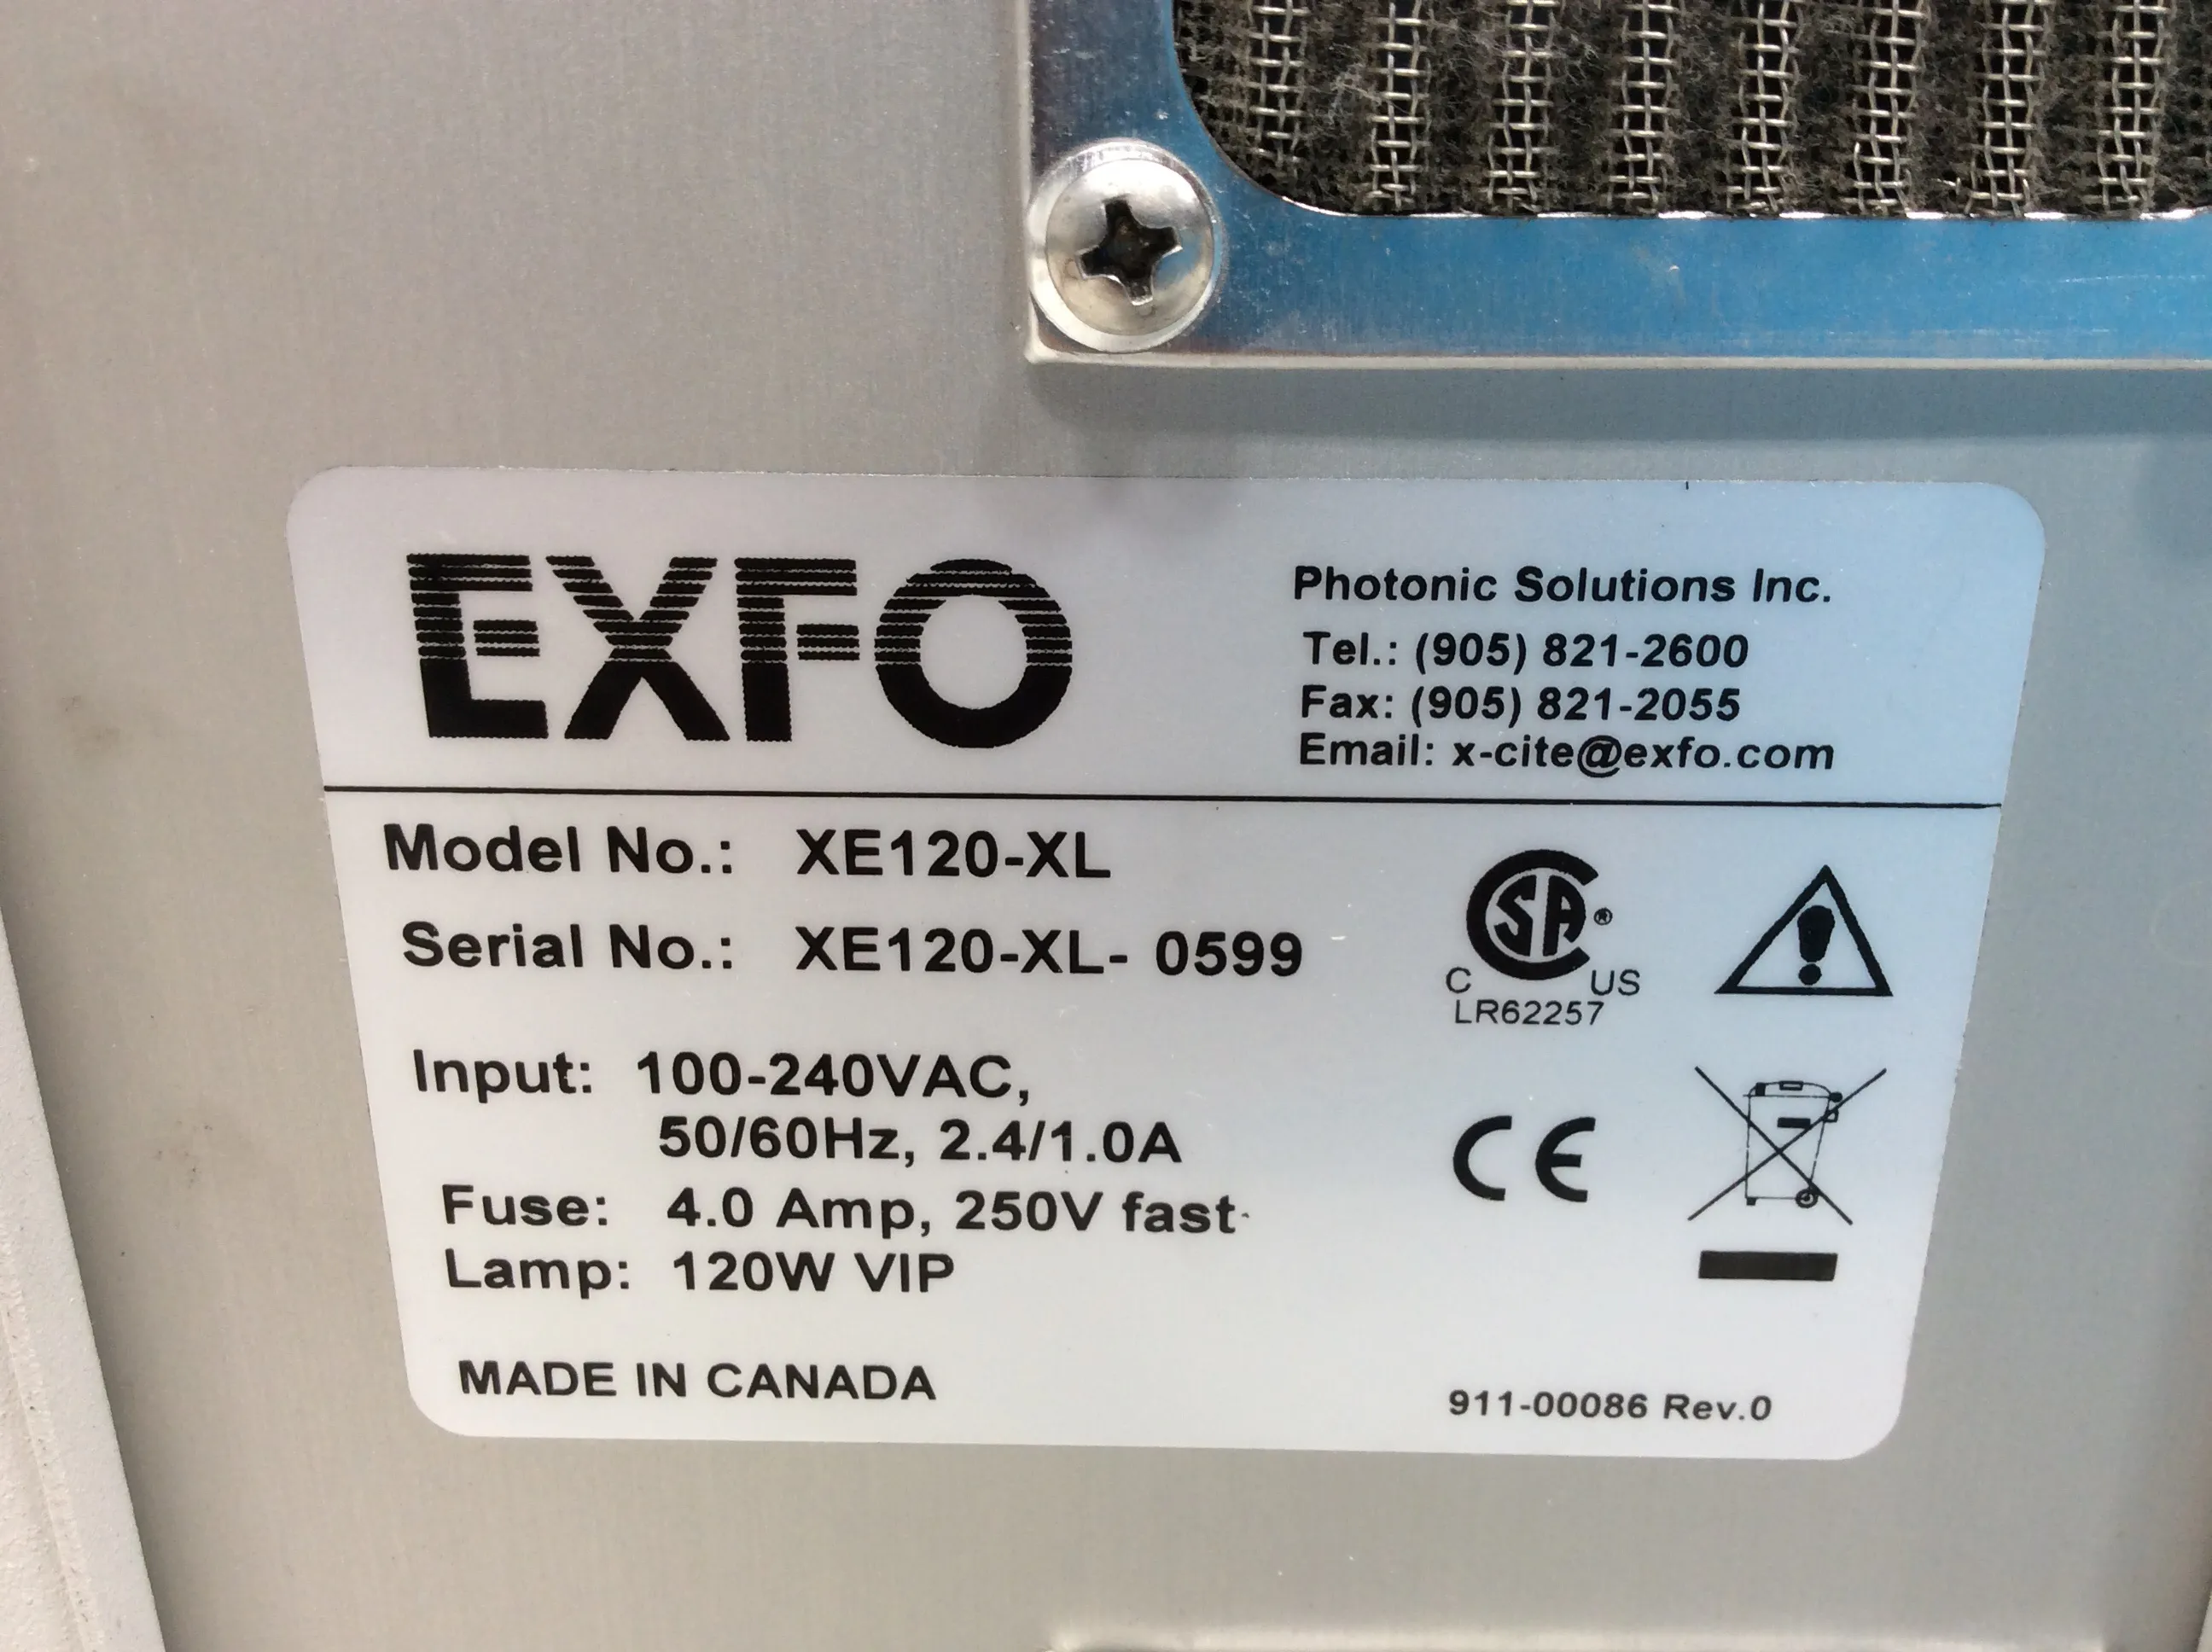 EXFO
Photonic Solutions Inc.
Tel.: (905) 821-2600
Fax: (905) 821-2055
Email: x-cite@exfo.com
Model No.: XE120-XL
Serial No.: XE120-XL- 0599
CSA®
C US
LR62257
Input: 100-240VAC,
50/60Hz, 2.4/1.0A
CE
Fuse: 4.0 Amp, 250V fast
Lamp: 120W VIP
MADE IN CANADA
911-00086 Rev.0